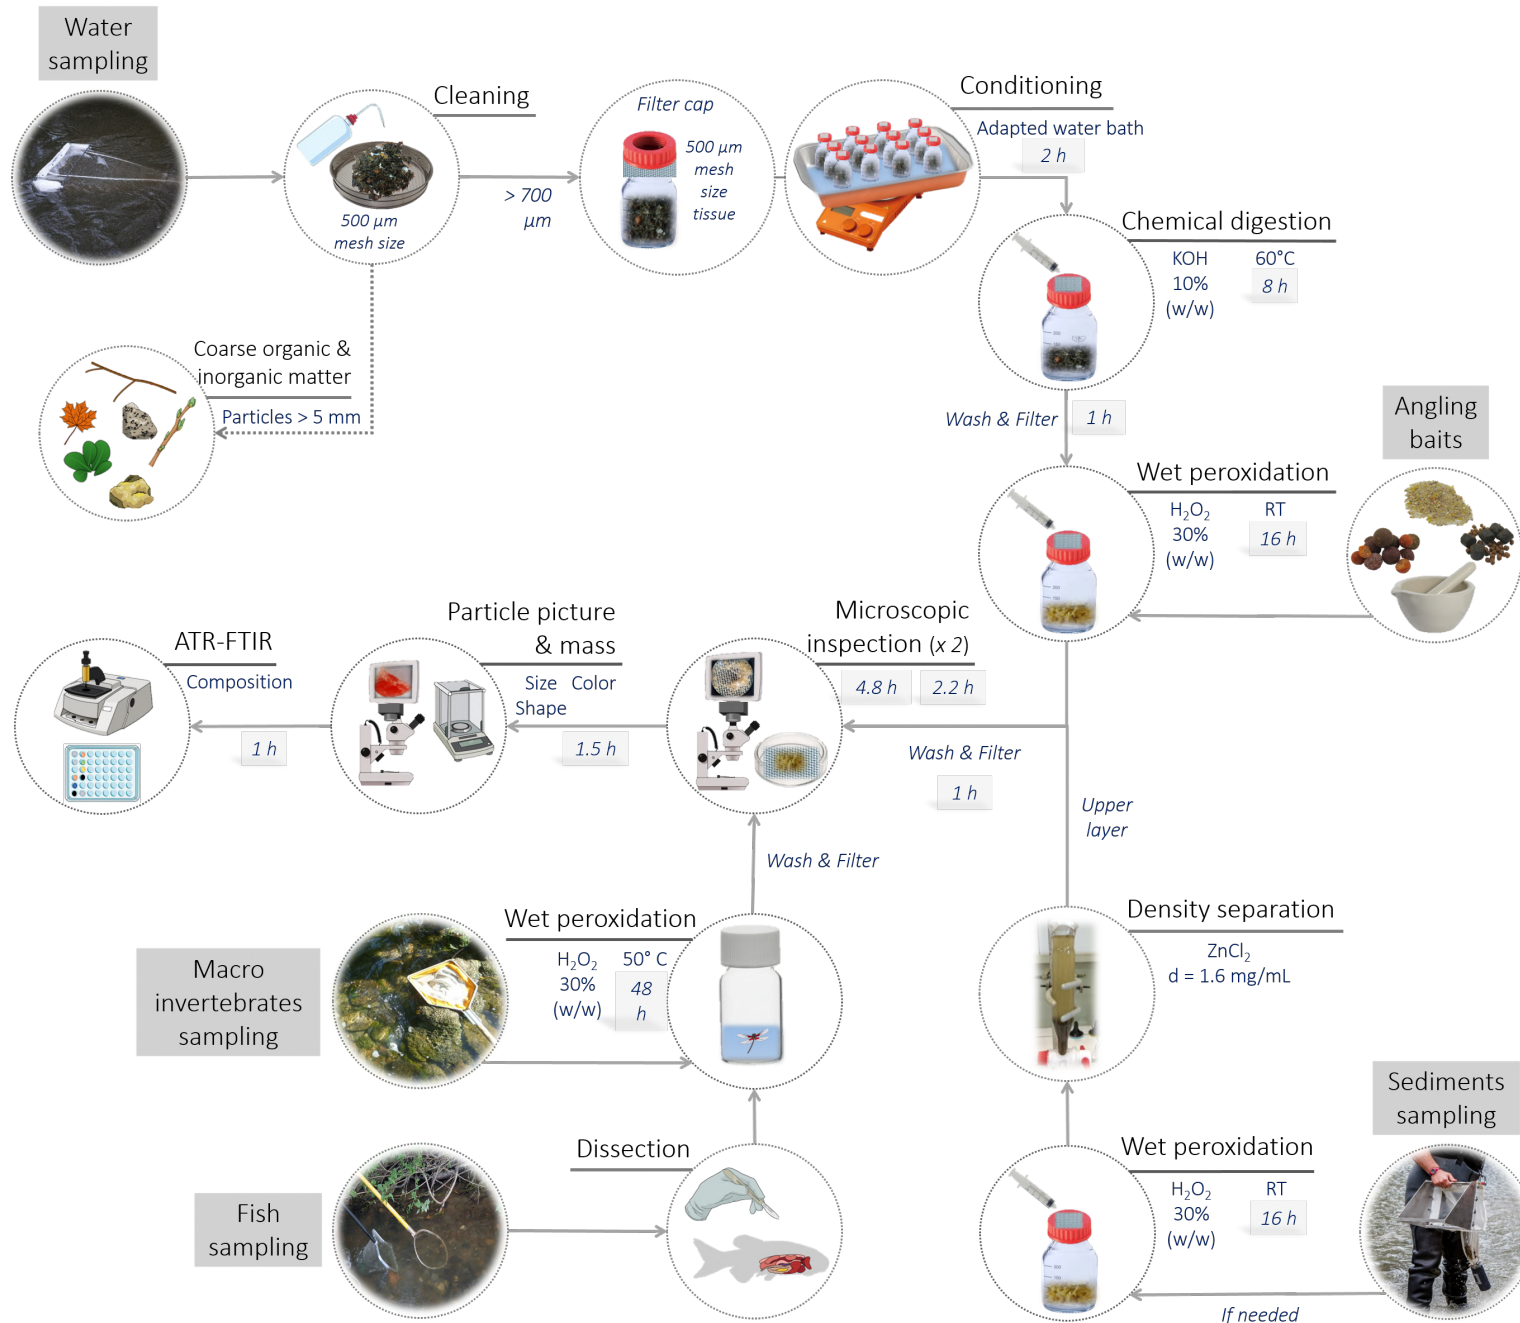 Water
sampling
Cleaning
500 µm
mesh size
> 700
µm
Filter cap
500 µm
mesh
size
tissue
Conditioning
Adapted water bath
2 h
Chemical digestion
KOH
10%
(w/w)
60°C
8 h
Coarse organic &
inorganic matter
Particles > 5 mm
Wash & Filter
1 h
Angling
baits
Wet peroxidation
H₂O₂
30%
(w/w)
RT
16 h
Microscopic
inspection (x 2)
4.8 h
2.2 h
Wash & Filter
1 h
Particle picture
& mass
Size Color
Shape
1.5 h
ATR-FTIR
Composition
1 h
Upper
layer
Wash & Filter
Macro
invertebrates
sampling
Wet peroxidation
H₂O₂
30%
(w/w)
50° C
48
h
Density separation
ZnCl₂
d = 1.6 mg/mL
Fish
sampling
Dissection
Wet peroxidation
H₂O₂
30%
(w/w)
RT
16 h
Sediments
sampling
If needed